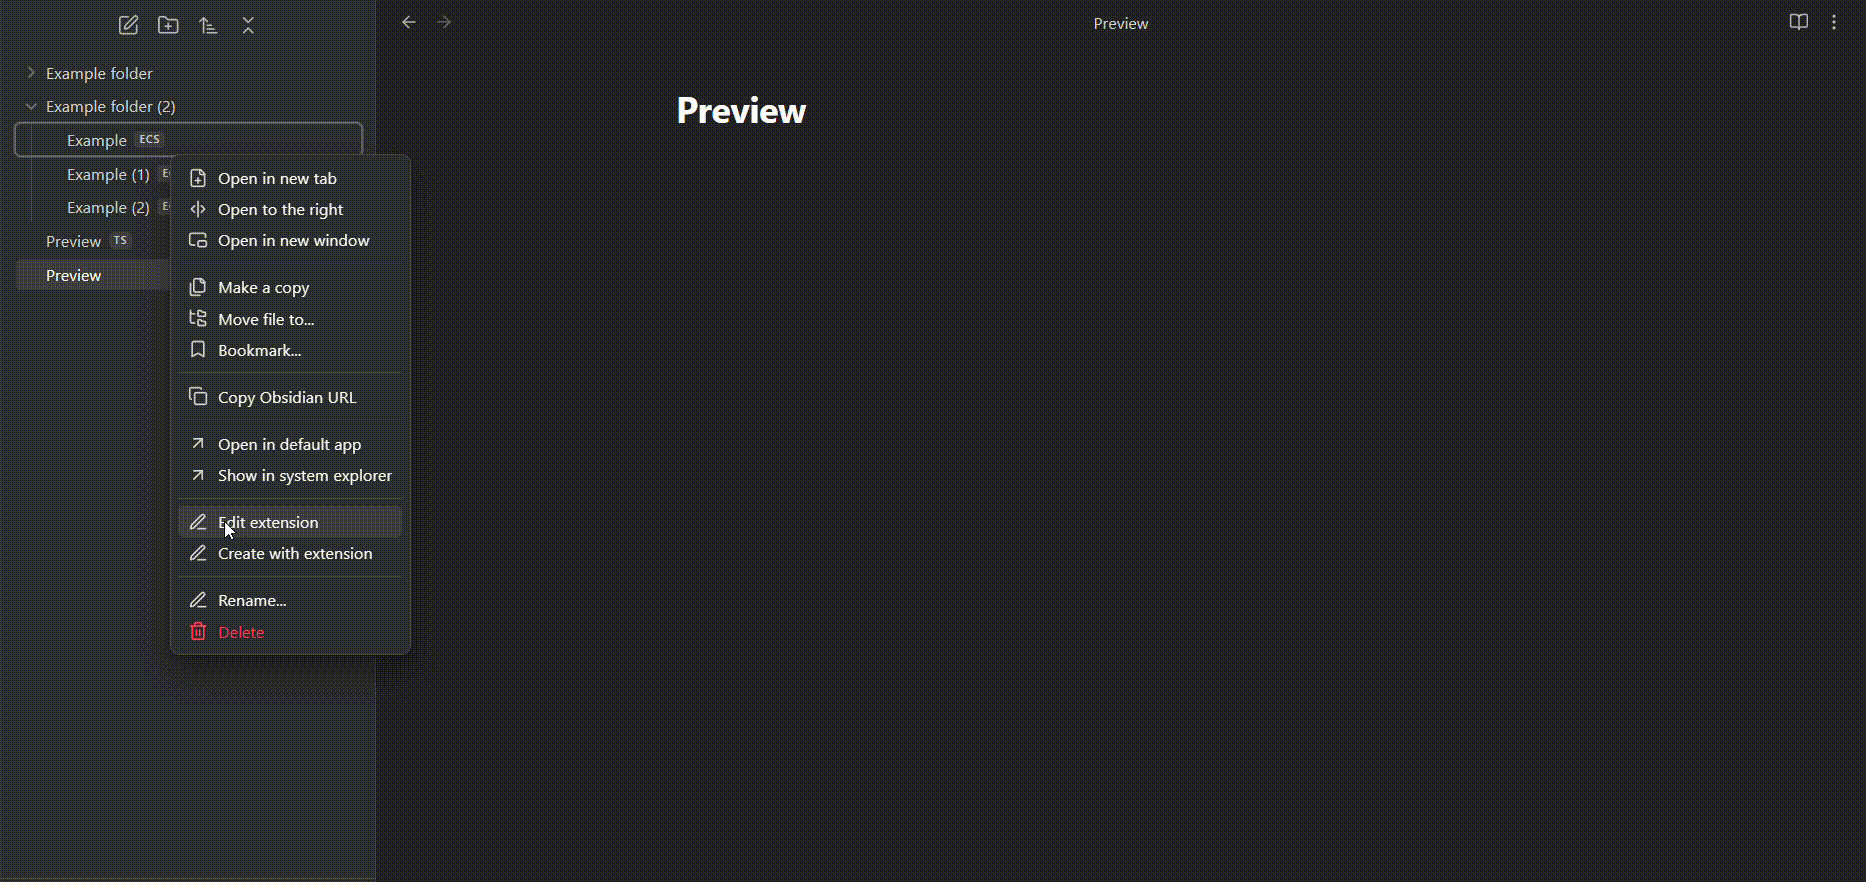 Preview
Example folder
Example folder (2)
Example ECS
Example (1)
Example (2)
Preview TS
Preview
Open in new tab
Open to the right
Open in new window
Make a copy
Move file to...
Bookmark...
Copy Obsidian URL
Open in default app
Show in system explorer
Edit extension
Create with extension
Rename...
Delete
Preview